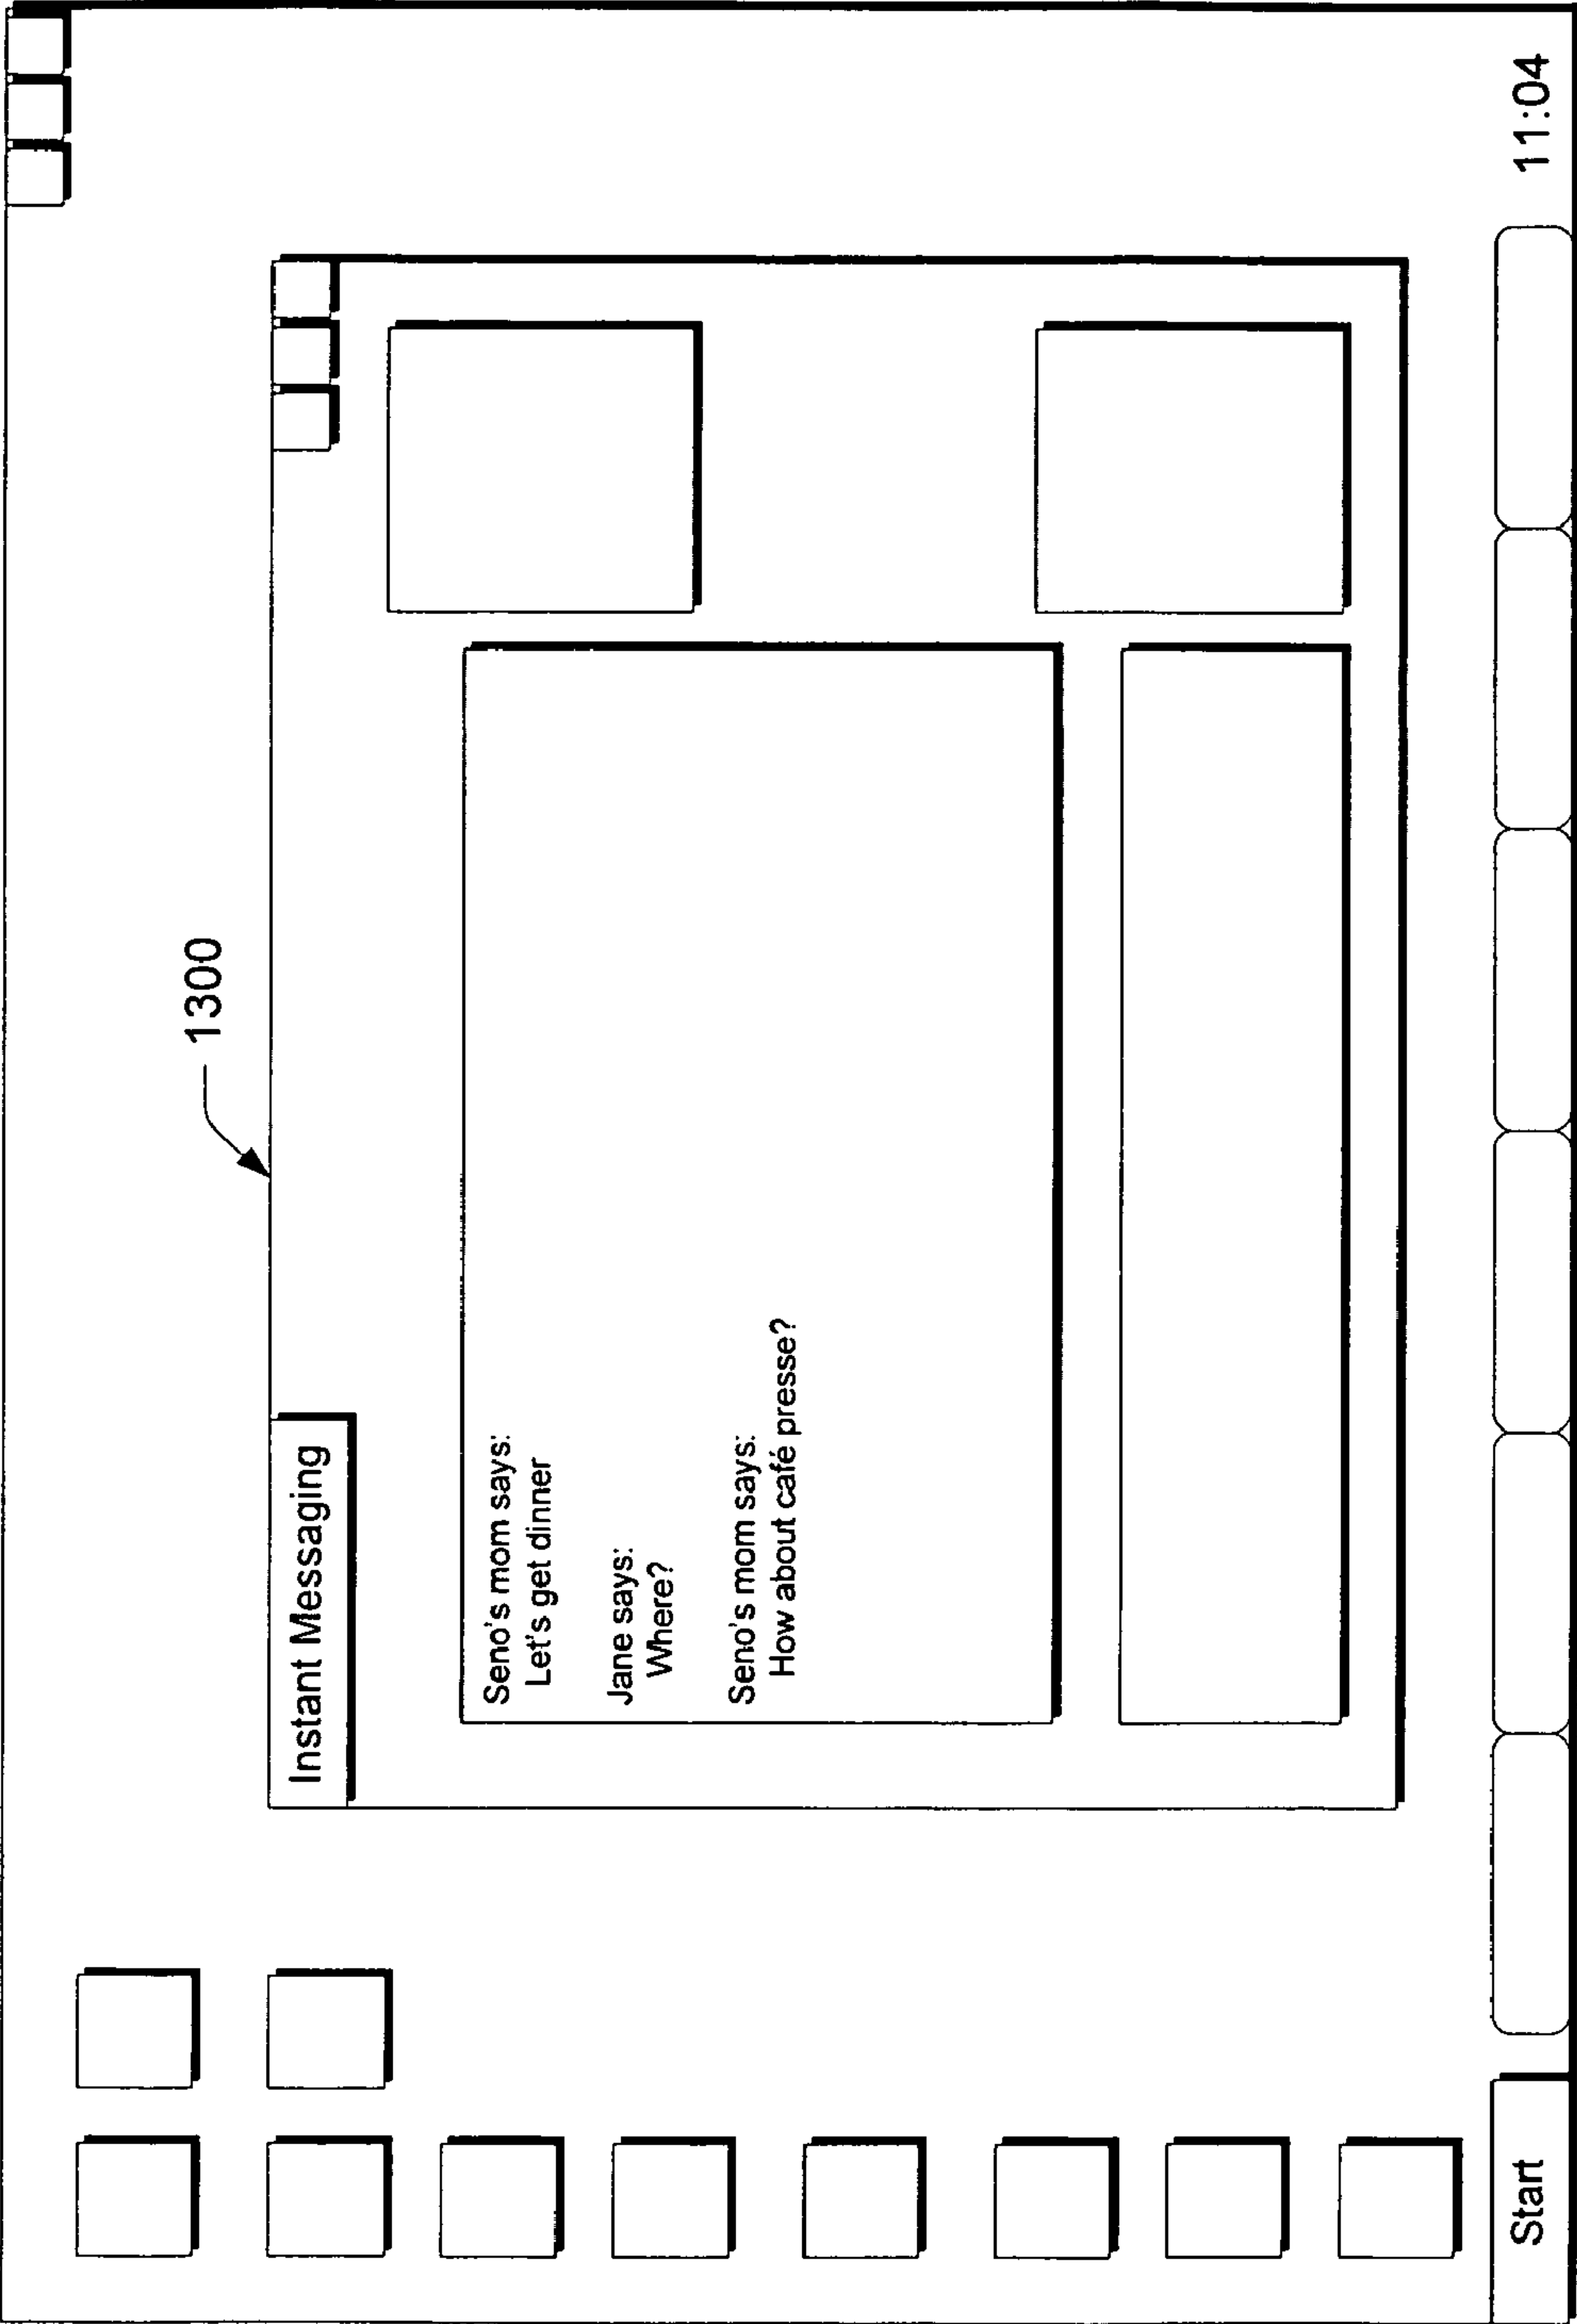 1300
Instant Messaging
Seno's mom says:
Let's get dinner
Jane says:
Where?
Seno's mom says:
How about café presse?
Start
11:04